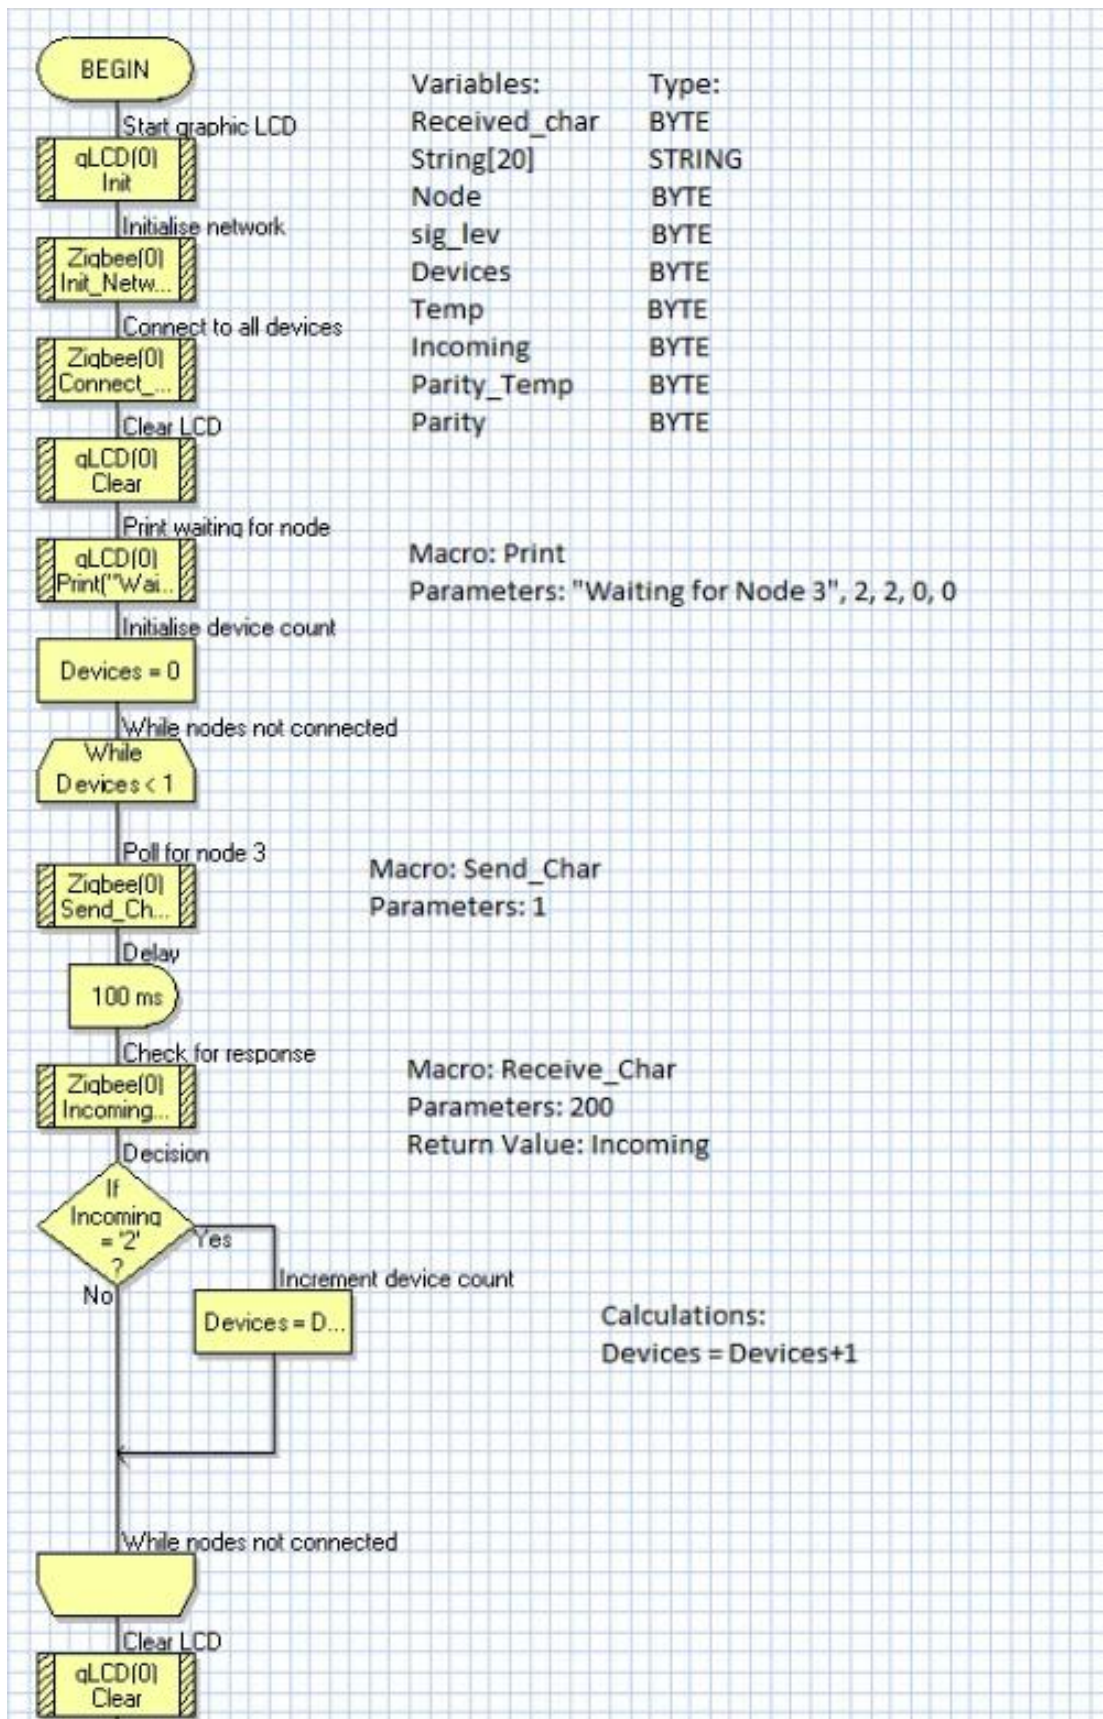 BEGIN
Variables: Type:
Received_char BYTE
String[20] STRING
Node BYTE
sig_lev BYTE
Devices BYTE
Temp BYTE
Incoming BYTE
Parity_Temp BYTE
Parity BYTE
Start graphic LCD
gLCD(0)
Init
Initialise network
Zigbee(0)
Init_Netw...
Connect to all devices
Zigbee(0)
Connect_...
Clear LCD
gLCD(0)
Clear
Print waiting for node
gLCD(0)
Print("Wai...
Macro: Print
Parameters: "Waiting for Node 3", 2, 2, 0, 0
Initialise device count
Devices = 0
While nodes not connected
While
Devices < 1
Poll for node 3
Zigbee(0)
Send_Ch...
Macro: Send_Char
Parameters: 1
Delay
100 ms
Check for response
Zigbee(0)
Incoming...
Macro: Receive_Char
Parameters: 200
Return Value: Incoming
Decision
If
Incoming
= '2'
?
Yes
No
Increment device count
Devices = D...
Calculations:
Devices = Devices+1
While nodes not connected
Clear LCD
gLCD(0)
Clear